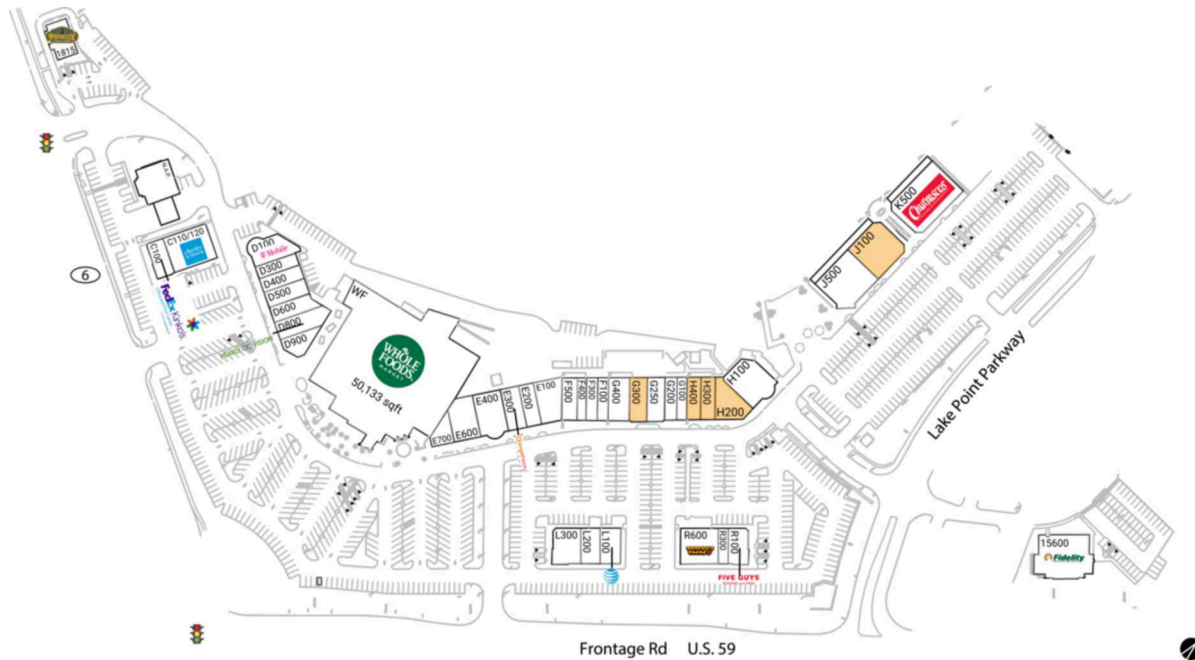 1815
N.A.P.
C100
C110/120
FedEx Kinko's
6
D100
T Mobile
D300
D400
D500
D600
D800
D900
WF
WHOLE
FOODS
MARKET
50,133 sqft
E700
E600
E400
E300
E200
E100
F500
F400
F300
F100
G400
G300
G250
G200
G100
H400
H300
H200
H100
J500
J100
K500
Churrascos
Lake Point Parkway
L300
L200
L100
R600
R300
R100
FIVE GUYS
15600
Fidelity
Frontage Rd U.S. 59